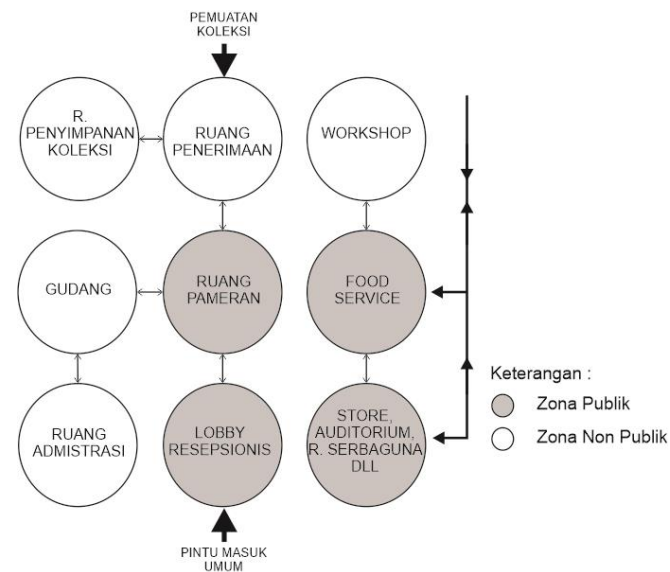 PEMUATAN
KOLEKSI
R.
PENYIMPANAN
KOLEKSI
RUANG
PENERIMAAN
WORKSHOP
GUDANG
RUANG
PAMERAN
FOOD
SERVICE
RUANG
ADMISTRASI
LOBBY
RESEPSIONIS
STORE,
AUDITORIUM,
R. SERBAGUNA
DLL
Keterangan :
Zona Publik
Zona Non Publik
PINTU MASUK
UMUM